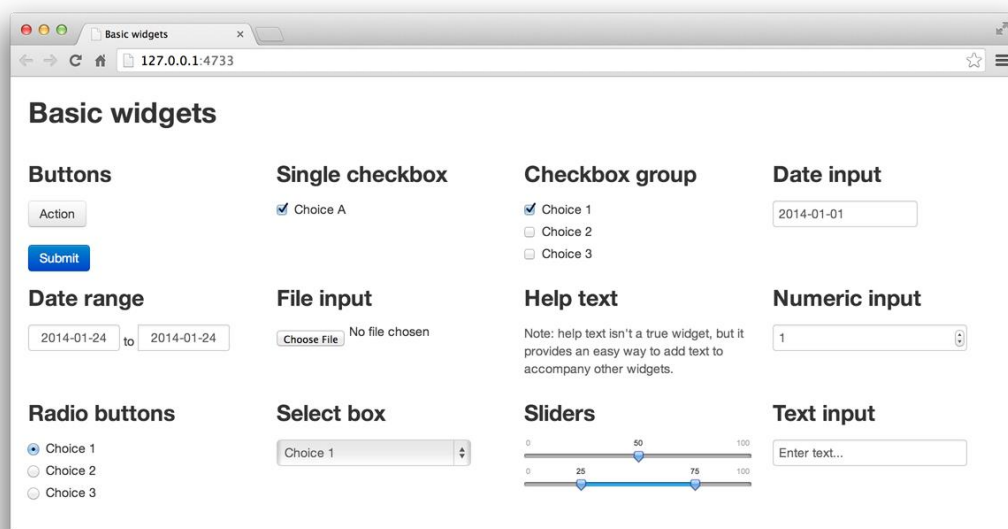 Basic widgets
127.0.0.1:4733
Basic widgets
Buttons
Action
Submit
Single checkbox
Choice A
Checkbox group
Choice 1
Choice 2
Choice 3
Date input
2014-01-01
Date range
2014-01-24 to 2014-01-24
File input
Choose File No file chosen
Help text
Note: help text isn't a true widget, but it
provides an easy way to add text to
accompany other widgets.
Numeric input
1
Radio buttons
Choice 1
Choice 2
Choice 3
Select box
Choice 1
Sliders
0 50 100
0 25 75 100
Text input
Enter text...